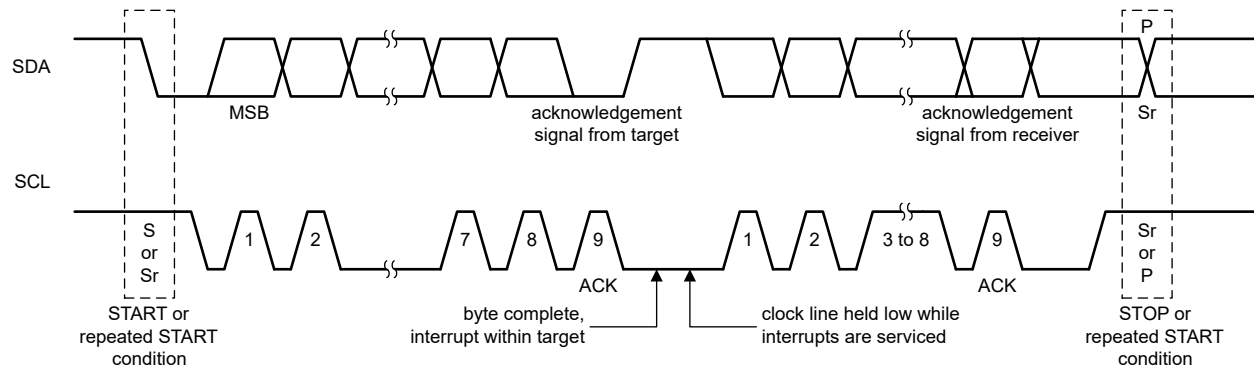 P
SDA
MSB
acknowledgement
signal from target
acknowledgement
signal from receiver
Sr
SCL
S
or
Sr
1
2
7
8
9
1
2
3 to 8
9
Sr
or
P
ACK
ACK
START or
repeated START
condition
byte complete,
interrupt within target
clock line held low while
interrupts are serviced
STOP or
repeated START
condition